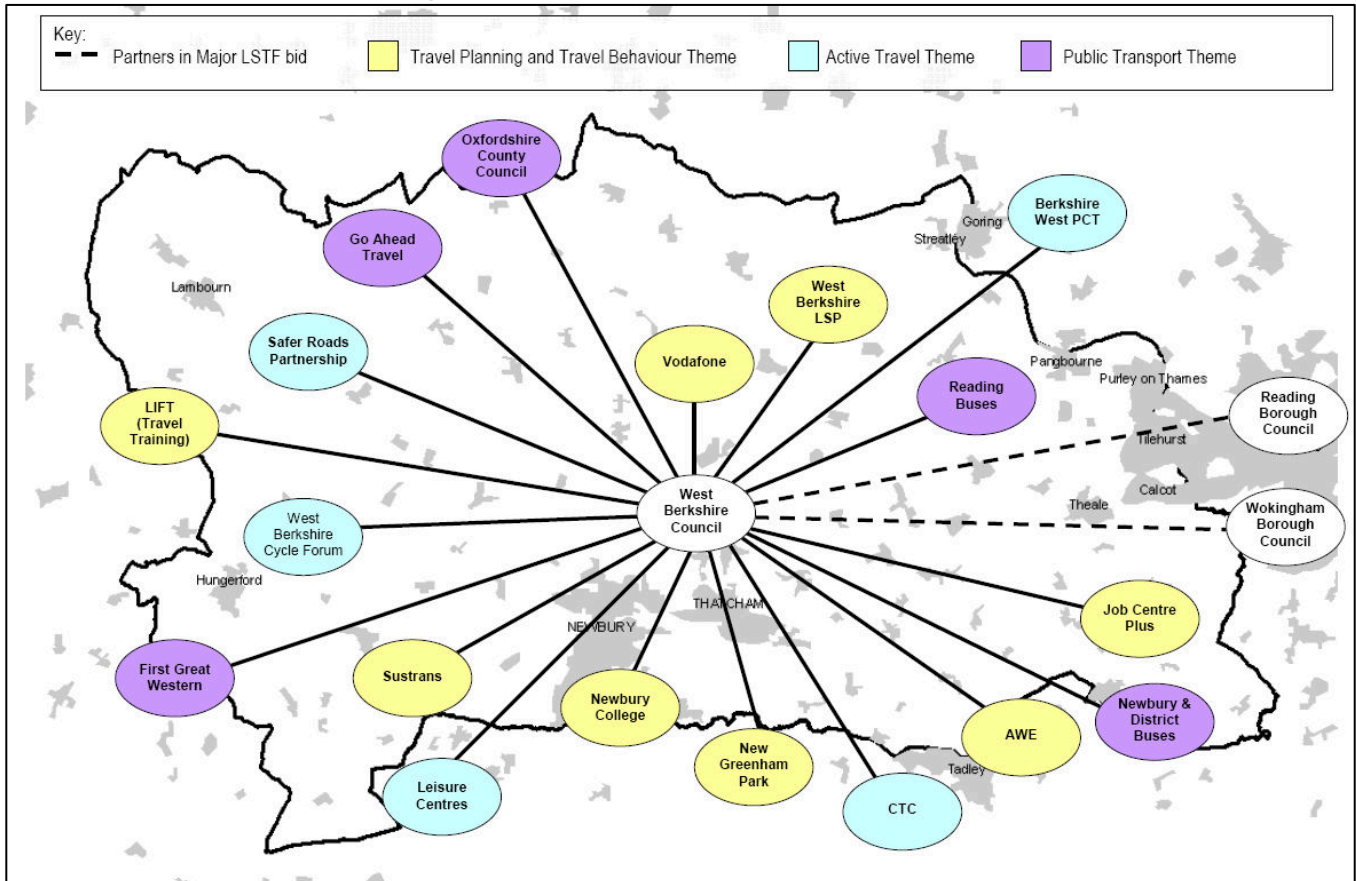 Key:
Partners in Major LSTF bid
Travel Planning and Travel Behaviour Theme
Active Travel Theme
Public Transport Theme
Oxfordshire
County
Council
Go Ahead
Travel
Berkshire
West PCT
Goring
Streatley
West
Berkshire
LSP
Lambourn
Safer Roads
Partnership
Vodafone
Pangbourne
Purley on Thames
Reading
Buses
LIFT
(Travel
Training)
Reading
Borough
Council
Tilehurst
West
Berkshire
Council
Calcot
Theale
Wokingham
Borough
Council
West
Berkshire
Cycle Forum
Hungerford
THATCHAM
NEWBURY
Job Centre
Plus
First Great
Western
Sustrans
Newbury
College
Newbury &
District
Buses
AWE
New
Greenham
Park
Tadley
Leisure
Centres
CTC